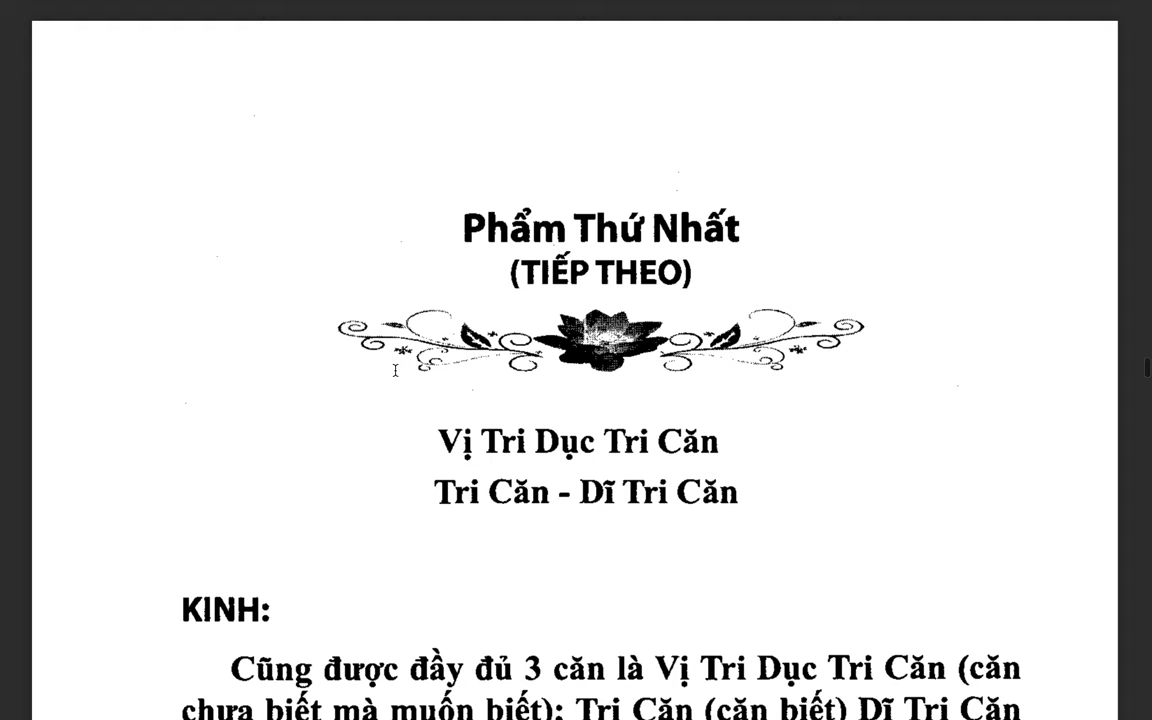 Phẩm Thứ Nhất
(TIẾP THEO)
Vị Tri Dục Tri Căn
Tri Căn - Dĩ Tri Căn
KINH:
Cũng được đầy đủ 3 căn là Vị Tri Dục Tri Căn (căn
chưa biết mà muốn biết); Tri Căn (căn biết) Dĩ Tri Căn